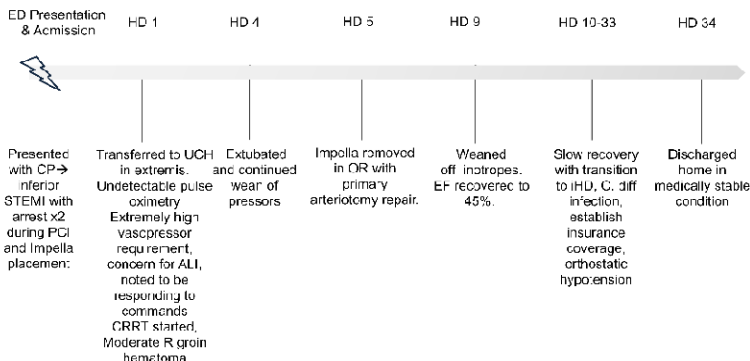 ED Presentation
& Admission
HD 1
HD 4
HD 5
HD 9
HD 10-33
HD 34
Presented
with CP→
inferior
STEMI with
arrest x2
during PCI
and Impella
placement
Transferred to UCH
in extremis.
Undetectable pulse
oximetry
Extremely high
vasopressor
requirement,
concern for ALI,
noted to be
responding to
commands
CRRT started,
Moderate R groin
hematoma
Extubated
and continued
wean of
pressors
Impella removed
in OR with
primary
arteriotomy repair.
Weaned
off inotropes.
EF recovered to
45%.
Slow recovery
with transition
to iHD, C. diff
infection,
establish
insurance
coverage,
orthostatic
hypotension
Discharged
home in
medically stable
condition